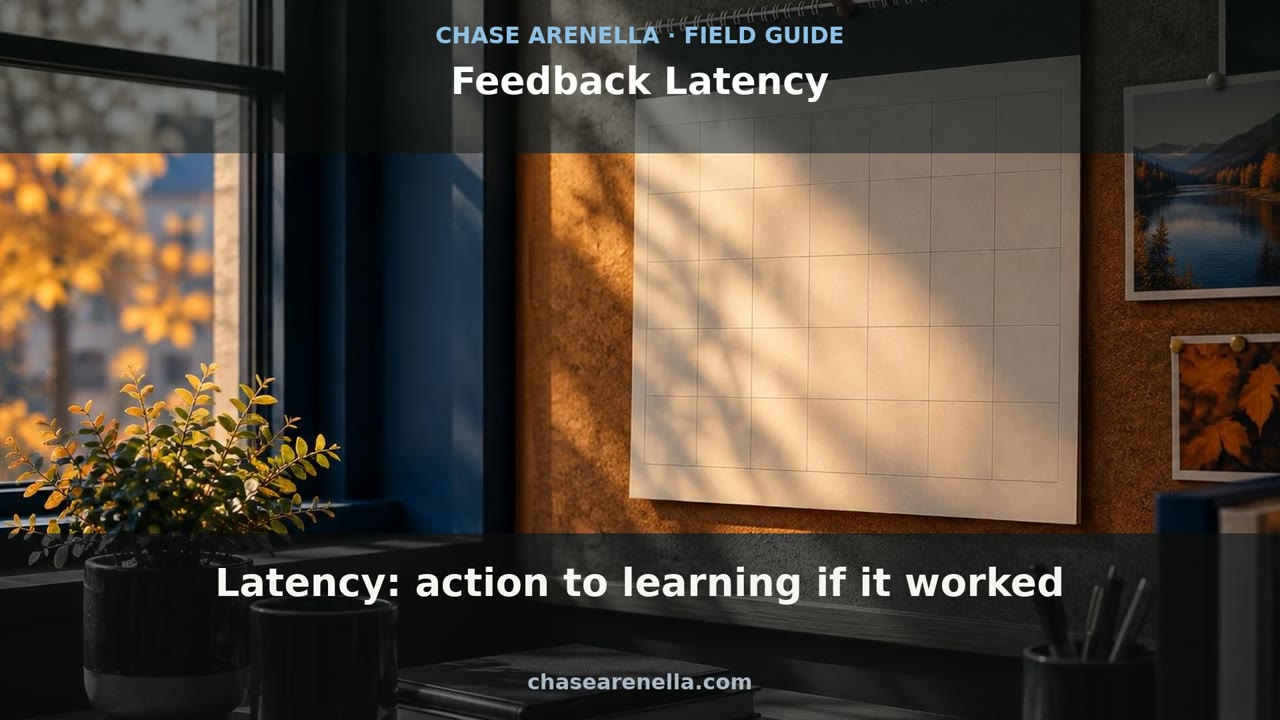 CHASE ARENELLA · FIELD GUIDE
Feedback Latency
Latency: action to learning if it worked
chasearenella.com